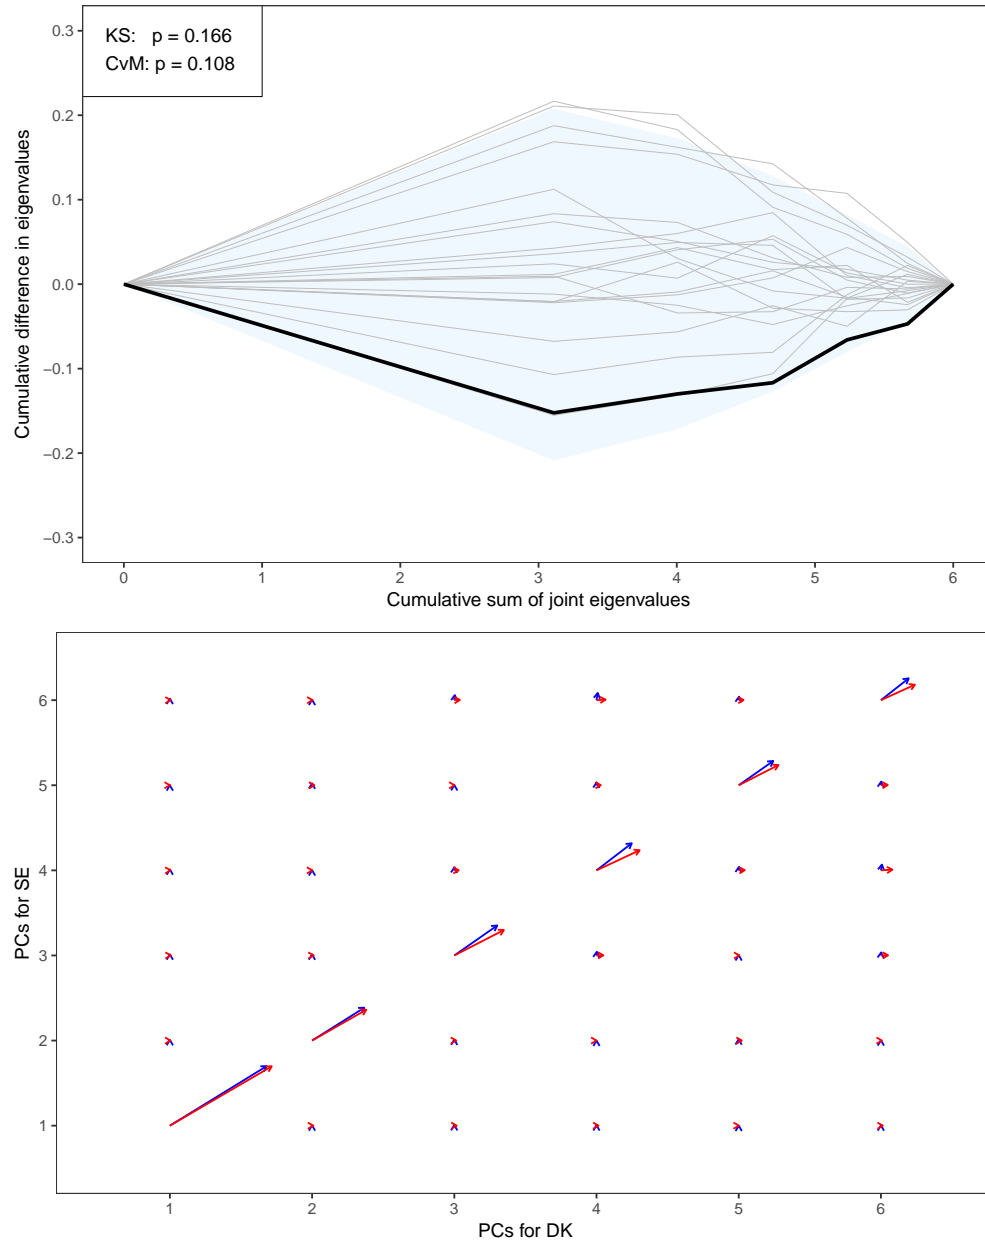 KS: p = 0.166
CvM: p = 0.108
Cumulative difference in eigenvalues
0.3
0.2
0.1
0.0
−0.1
−0.2
−0.3
0 1 2 3 4 5 6
Cumulative sum of joint eigenvalues
PCs for SE
6
5
4
3
2
1
1 2 3 4 5 6
PCs for DK